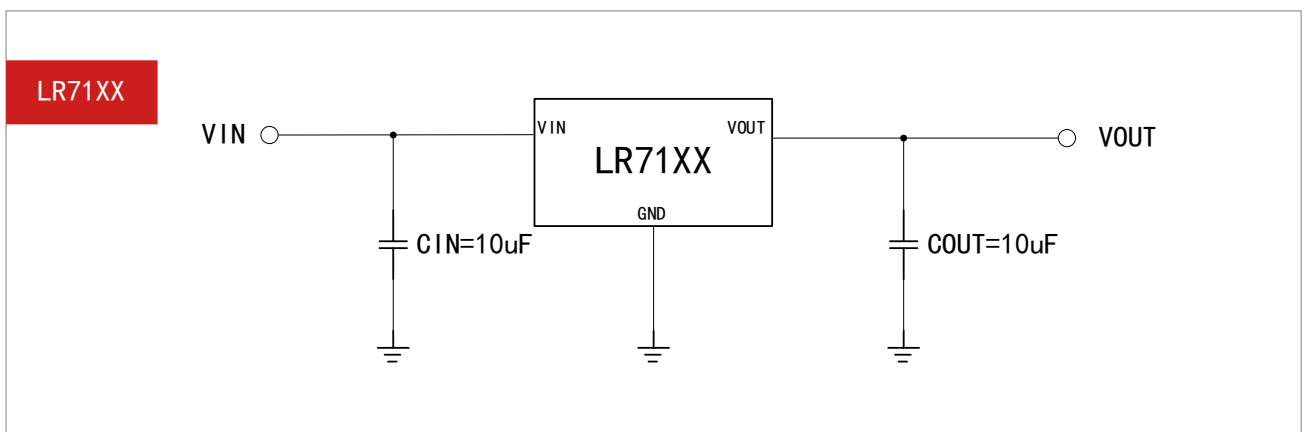 LR71XX
VIN
VIN
VOUT
VOUT
LR71XX
GND
CIN=10uF
COUT=10uF